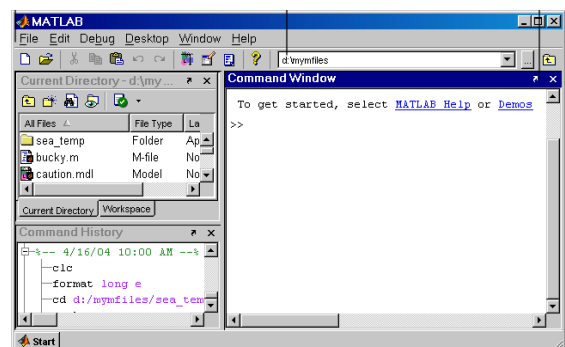 MATLAB
File Edit Debug Desktop Window Help
d:\mymfiles
Current Directory - d:\my ...
Command Window
To get started, select MATLAB Help or Demos
>>
All Files File Type La
sea_temp Folder Ap
bucky.m M-file No
caution.mdl Model No
Current Directory Workspace
Command History
%-- 4/16/04 10:00 AM --%
clc
format long e
cd d:/mymfiles/sea_tem
Start